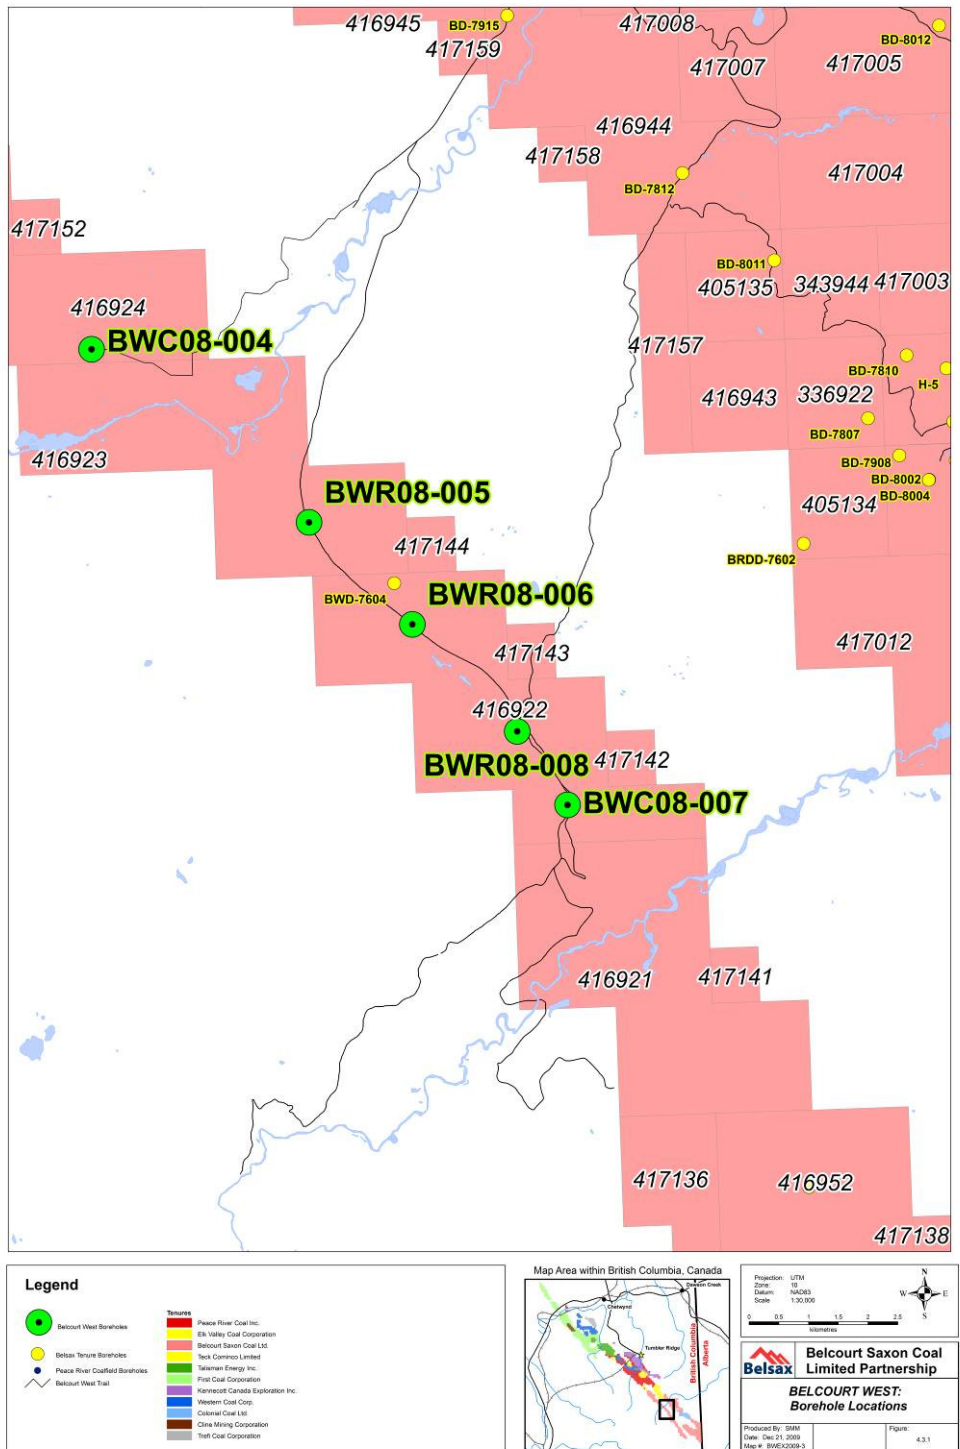 416945
BD-7915
417008
BD-8012
417159
417007
417005
416944
417158
417004
BD-7812
417152
BD-8011
405135
343944
417003
416924
BWC08-004
417157
BD-7810
H-5
416943
336922
BD-7807
416923
BD-7908
BD-8002
BD-8004
BWR08-005
405134
417144
BRDD-7602
BWD-7604
BWR08-006
417143
417012
416922
BWR08-008
417142
BWC08-007
416921
417141
417136
416952
417138
Legend
Belcourt West Boreholes
Belsax Tenure Boreholes
Peace River Coalfield Boreholes
Belcourt West Trail
Tenures
Peace River Coal Inc.
Elk Valley Coal Corporation
Belcourt Saxon Coal Ltd.
Teck Cominco Limited
Talisman Energy Inc.
First Coal Corporation
Kennecott Canada Exploration Inc.
Western Coal Corp.
Colonial Coal Ltd.
Cline Mining Corporation
Trefi Coal Corporation
Map Area within British Columbia, Canada
Dawson Creek
Chetwynd
Tumbler Ridge
British Columbia
Alberta
Projection: UTM
Zone: 10
Datum: NAD83
Scale 1:30,000
N
W E
S
0 0.5 1 1.5 2 2.5
kilometres
Belsax
Belcourt Saxon Coal
Limited Partnership
BELCOURT WEST:
Borehole Locations
Produced By: SMM
Date: Dec 21, 2009
Map #: BWEX2009-3
Figure:
4.3.1